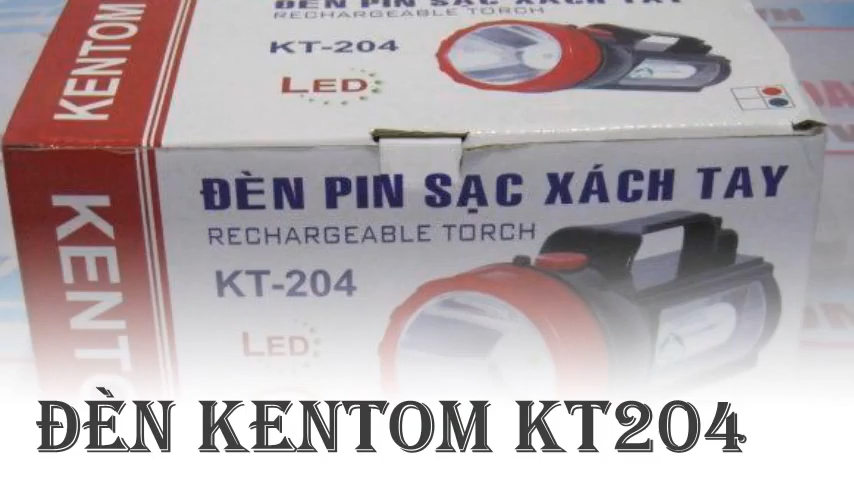 KENTOM
ĐÈN PIN SẠC XÁCH TAY
RECHARGEABLE TORCH
KT-204
LED
KENTOM
ĐÈN PIN SẠC XÁCH TAY
RECHARGEABLE TORCH
KT-204
LED
ĐÈN KENTOM KT204